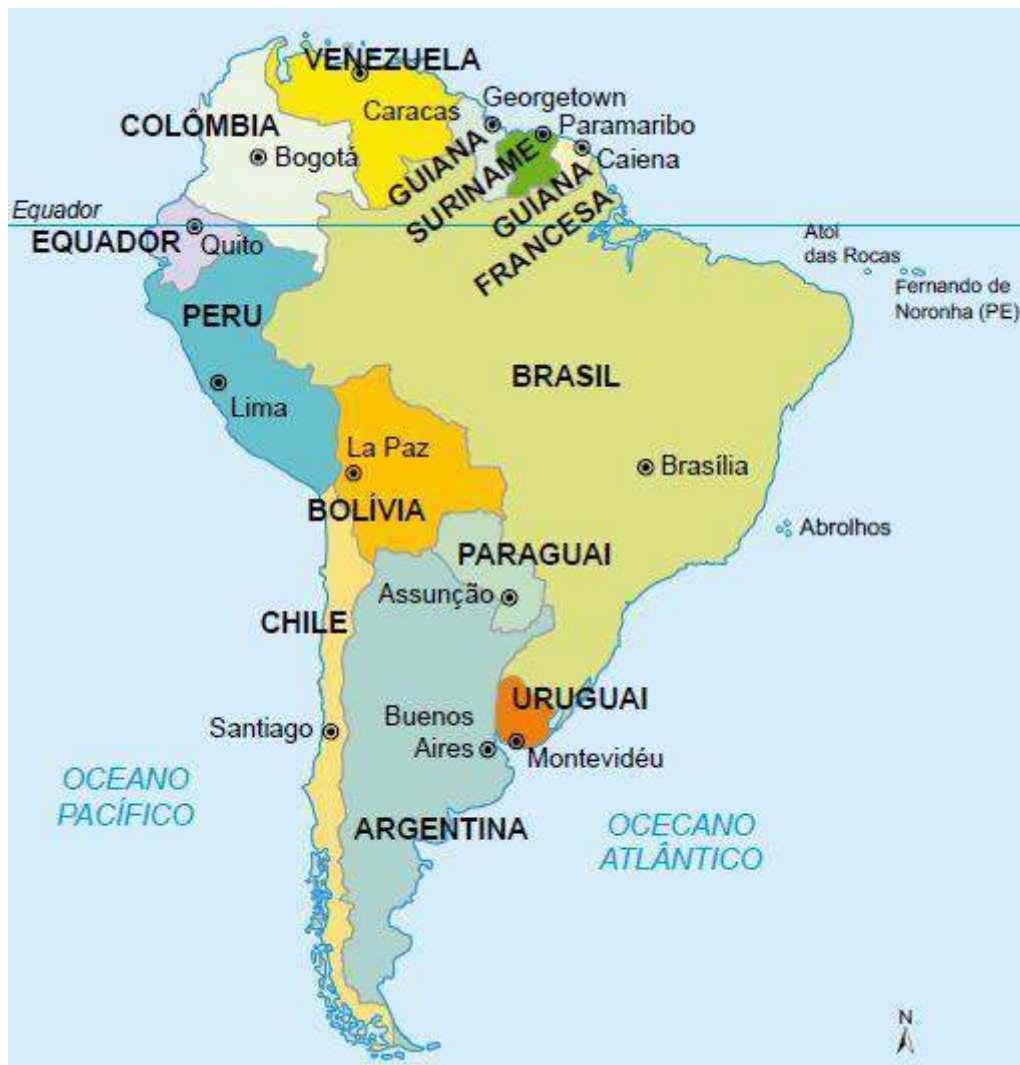 VENEZUELA
Caracas
Georgetown
COLÔMBIA
Paramaribo
Bogotá
Caiena
GUIANA
SURINAME
GUIANA
FRANCESA
Equador
EQUADOR
Quito
Atol
das Rocas
Fernando de
Noronha (PE)
PERU
BRASIL
Lima
La Paz
Brasília
BOLÍVIA
Abrolhos
PARAGUAI
Assunção
CHILE
URUGUAI
Santiago
Buenos
Aires
Montevidéu
OCEANO
PACÍFICO
ARGENTINA
OCECANO
ATLÂNTICO
N